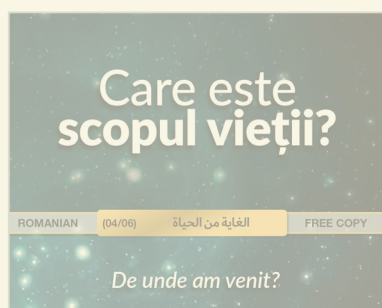 Care este
scopul vieții?
ROMANIAN (04/06) الغاية من الحياة FREE COPY
De unde am venit?